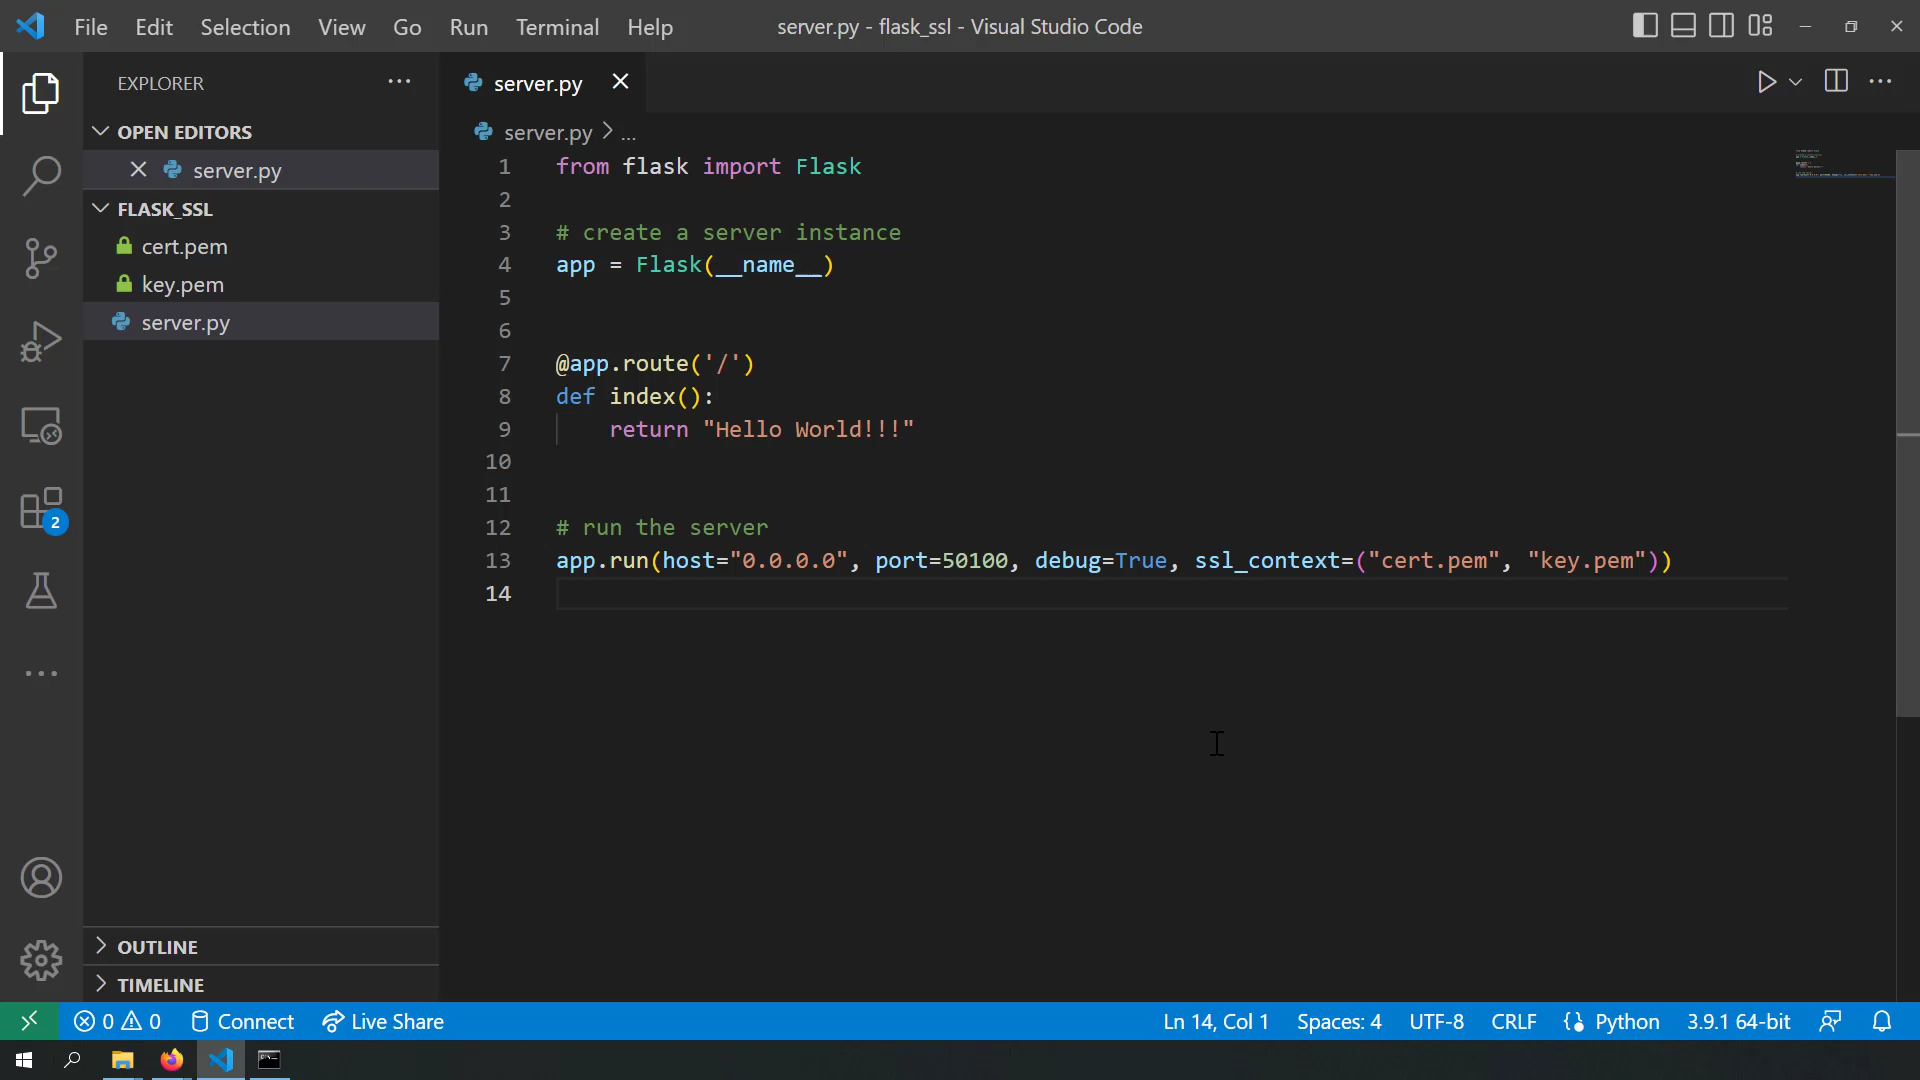 File Edit Selection View Go Run Terminal Help server.py - flask_ssl - Visual Studio Code
EXPLORER
OPEN EDITORS
server.py
FLASK_SSL
cert.pem
key.pem
server.py
OUTLINE
TIMELINE
2
server.py
server.py > ...
1 from flask import Flask
2
3 # create a server instance
4 app = Flask(__name__)
5
6
7 @app.route('/')
8 def index():
9 return "Hello World!!!"
10
11
12 # run the server
13 app.run(host="0.0.0.0", port=50100, debug=True, ssl_context=("cert.pem", "key.pem"))
14
0 0 Connect Live Share Ln 14, Col 1 Spaces: 4 UTF-8 CRLF Python 3.9.1 64-bit